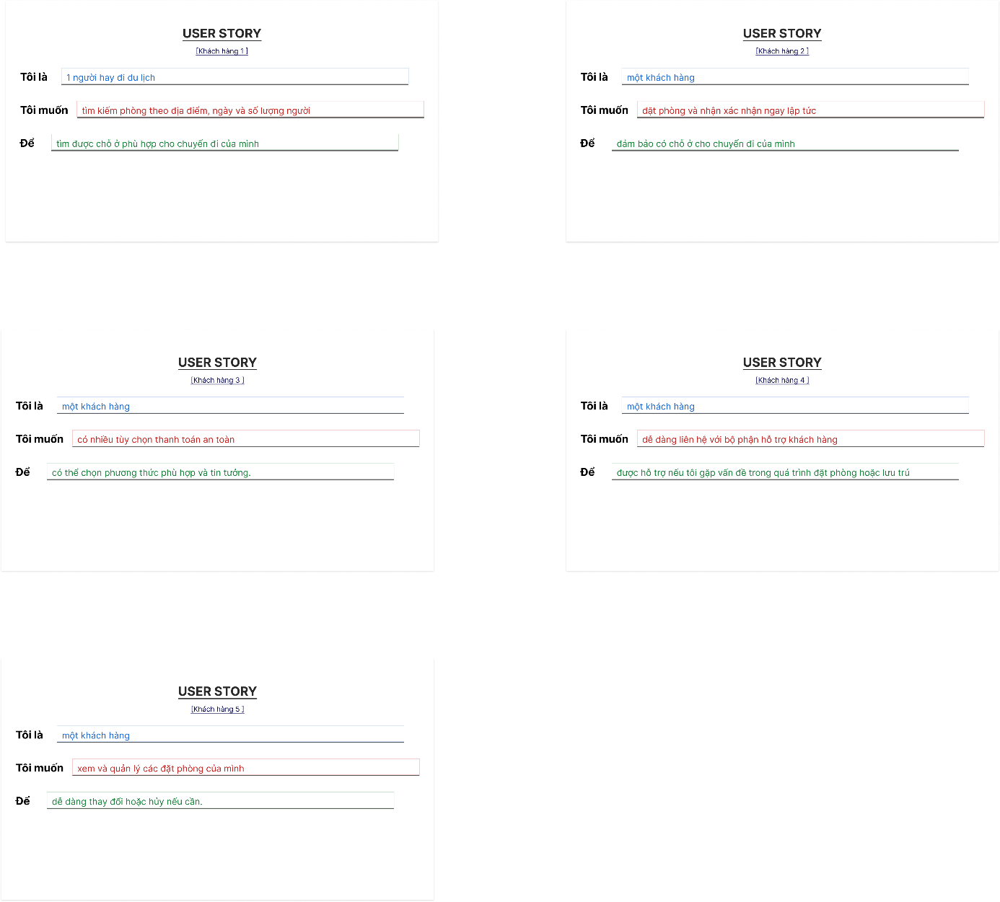 USER STORY
[Khách hàng 1 ]
Tôi là 1 người hay đi du lịch
Tôi muốn tìm kiếm phòng theo địa điểm, ngày và số lượng người
Để tìm được chỗ ở phù hợp cho chuyến đi của mình
USER STORY
[Khách hàng 2 ]
Tôi là một khách hàng
Tôi muốn đặt phòng và nhận xác nhận ngay lập tức
Để đảm bảo có chỗ ở cho chuyến đi của mình
USER STORY
[Khách hàng 3 ]
Tôi là một khách hàng
Tôi muốn có nhiều tùy chọn thanh toán an toàn
Để có thể chọn phương thức phù hợp và tin tưởng.
USER STORY
[Khách hàng 4 ]
Tôi là một khách hàng
Tôi muốn dễ dàng liên hệ với bộ phận hỗ trợ khách hàng
Để được hỗ trợ nếu tôi gặp vấn đề trong quá trình đặt phòng hoặc lưu trú
USER STORY
[Khách hàng 5 ]
Tôi là một khách hàng
Tôi muốn xem và quản lý các đặt phòng của mình
Để dễ dàng thay đổi hoặc hủy nếu cần.